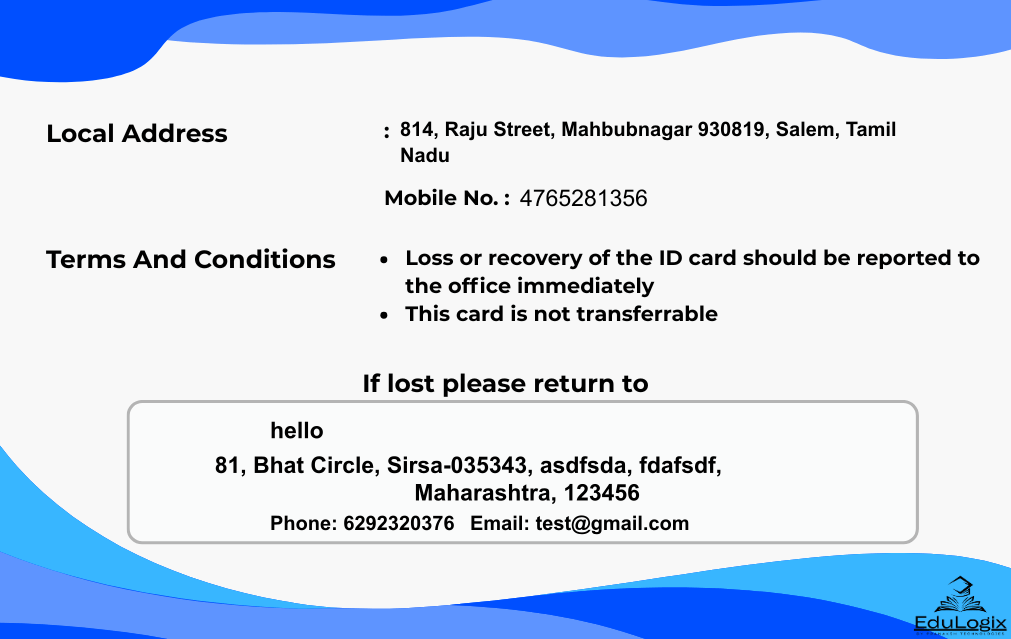 Local Address
: 814, Raju Street, Mahbubnagar 930819, Salem, Tamil
Nadu
Mobile No. : 4765281356
Terms And Conditions
• Loss or recovery of the ID card should be reported to
the office immediately
• This card is not transferrable
If lost please return to
hello
81, Bhat Circle, Sirsa-035343, asdfsda, fdafsdf,
Maharashtra, 123456
Phone: 6292320376 Email: test@gmail.com
EduLogix